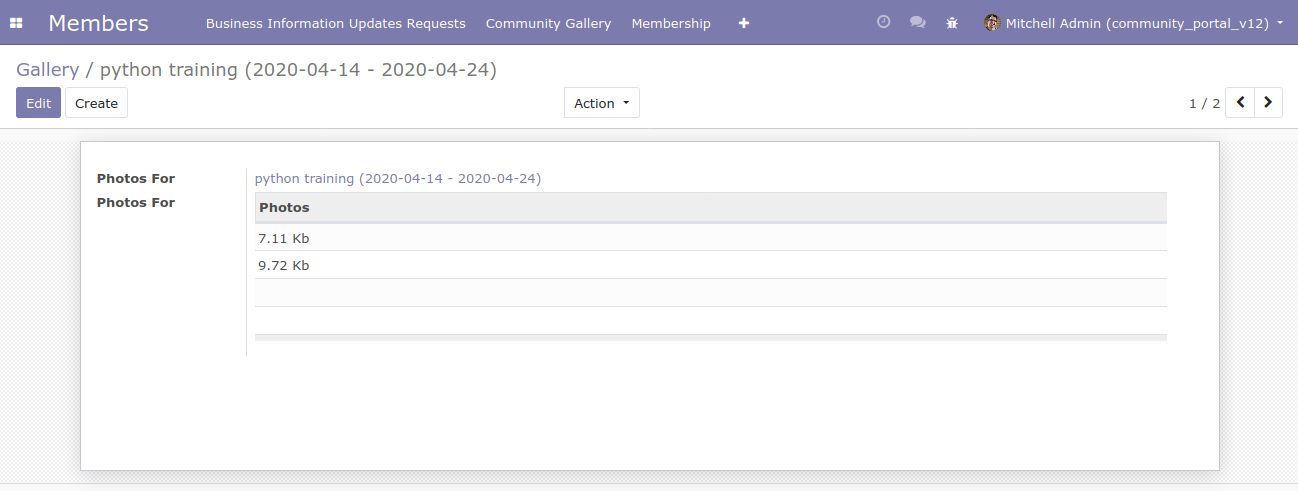 Members Business Information Updates Requests Community Gallery Membership Mitchell Admin (community_portal_v12)
Gallery / python training (2020-04-14 - 2020-04-24)
Edit Create Action 1 / 2
Photos For python training (2020-04-14 - 2020-04-24)
Photos For
Photos
7.11 Kb
9.72 Kb